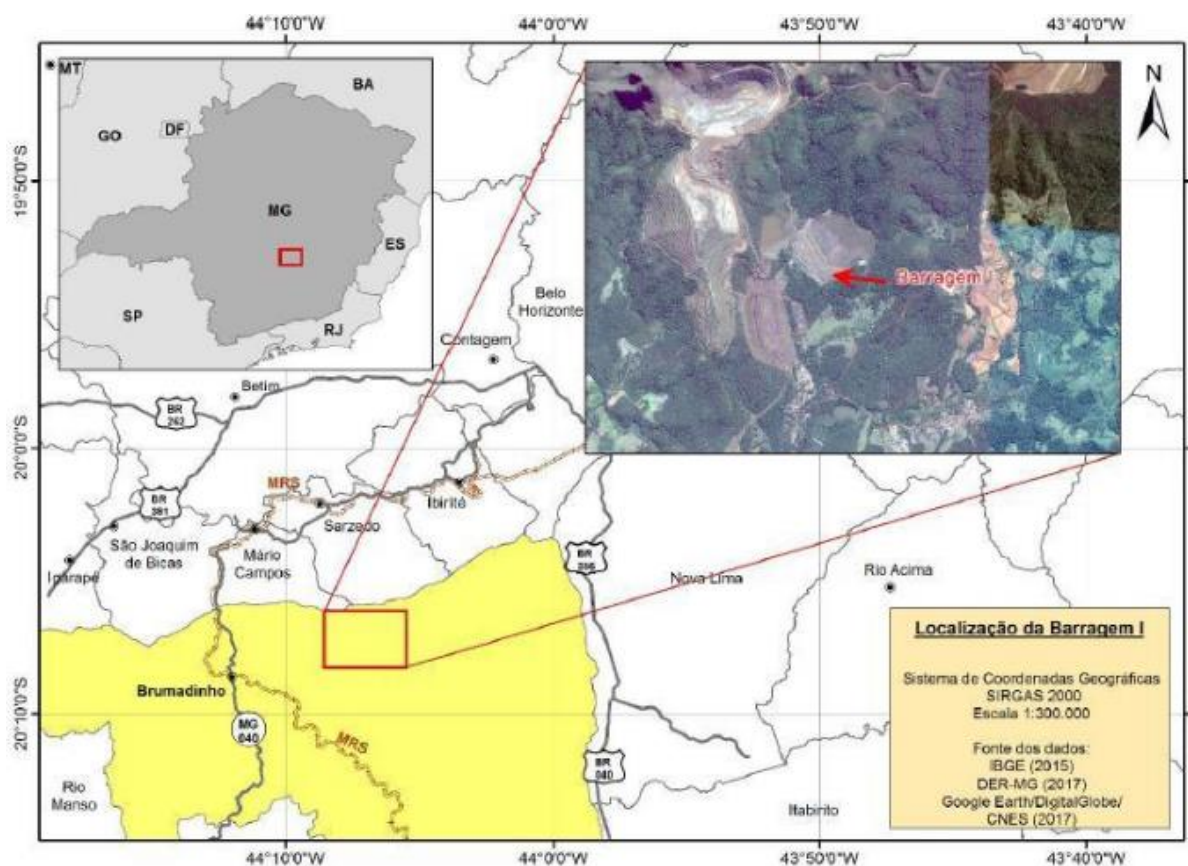 44°10'0"W
44°0'0"W
43°50'0"W
43°40'0"W
19°50'0"S
20°0'0"S
20°10'0"S
MT
BA
GO
DF
MG
ES
SP
RJ
N
Barragem I
Belo
Horizonte
Contagem
Betim
BR
262
MRS
Ibirité
Sarzedo
BR
381
São Joaquim
de Bicas
Mário
Campos
Igarapé
BR
356
Nova Lima
Rio Acima
Brumadinho
MG
040
MRS
BR
040
Rio
Manso
Itabirito
Localização da Barragem I
Sistema de Coordenadas Geográficas
SIRGAS 2000
Escala 1:300.000
Fonte dos dados:
IBGE (2015)
DER-MG (2017)
Google Earth/DigitalGlobe/
CNES (2017)
44°10'0"W
44°0'0"W
43°50'0"W
43°40'0"W